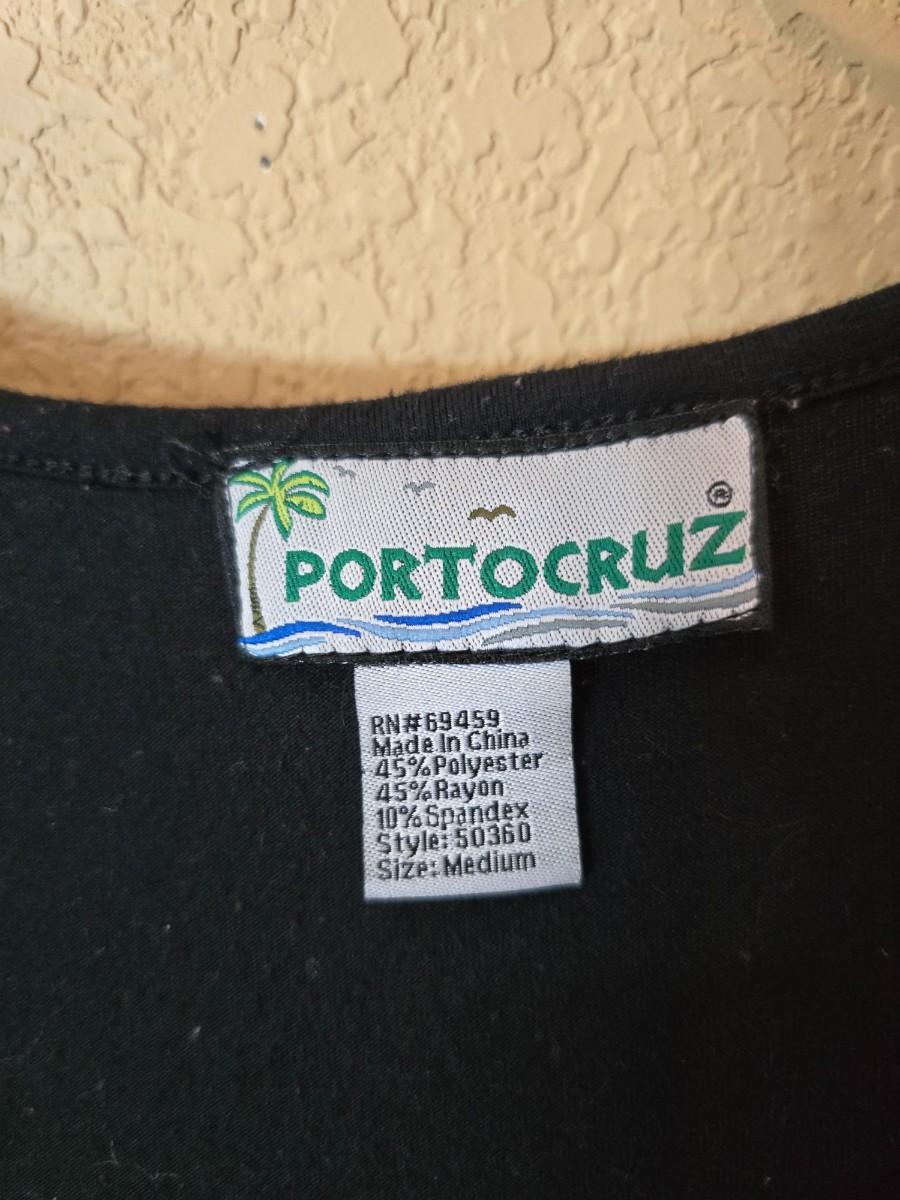 PORTOCRUZ®
RN#69459
Made In China
45%Polyester
45%Rayon
10%Spandex
Style: 50360
Size: Medium